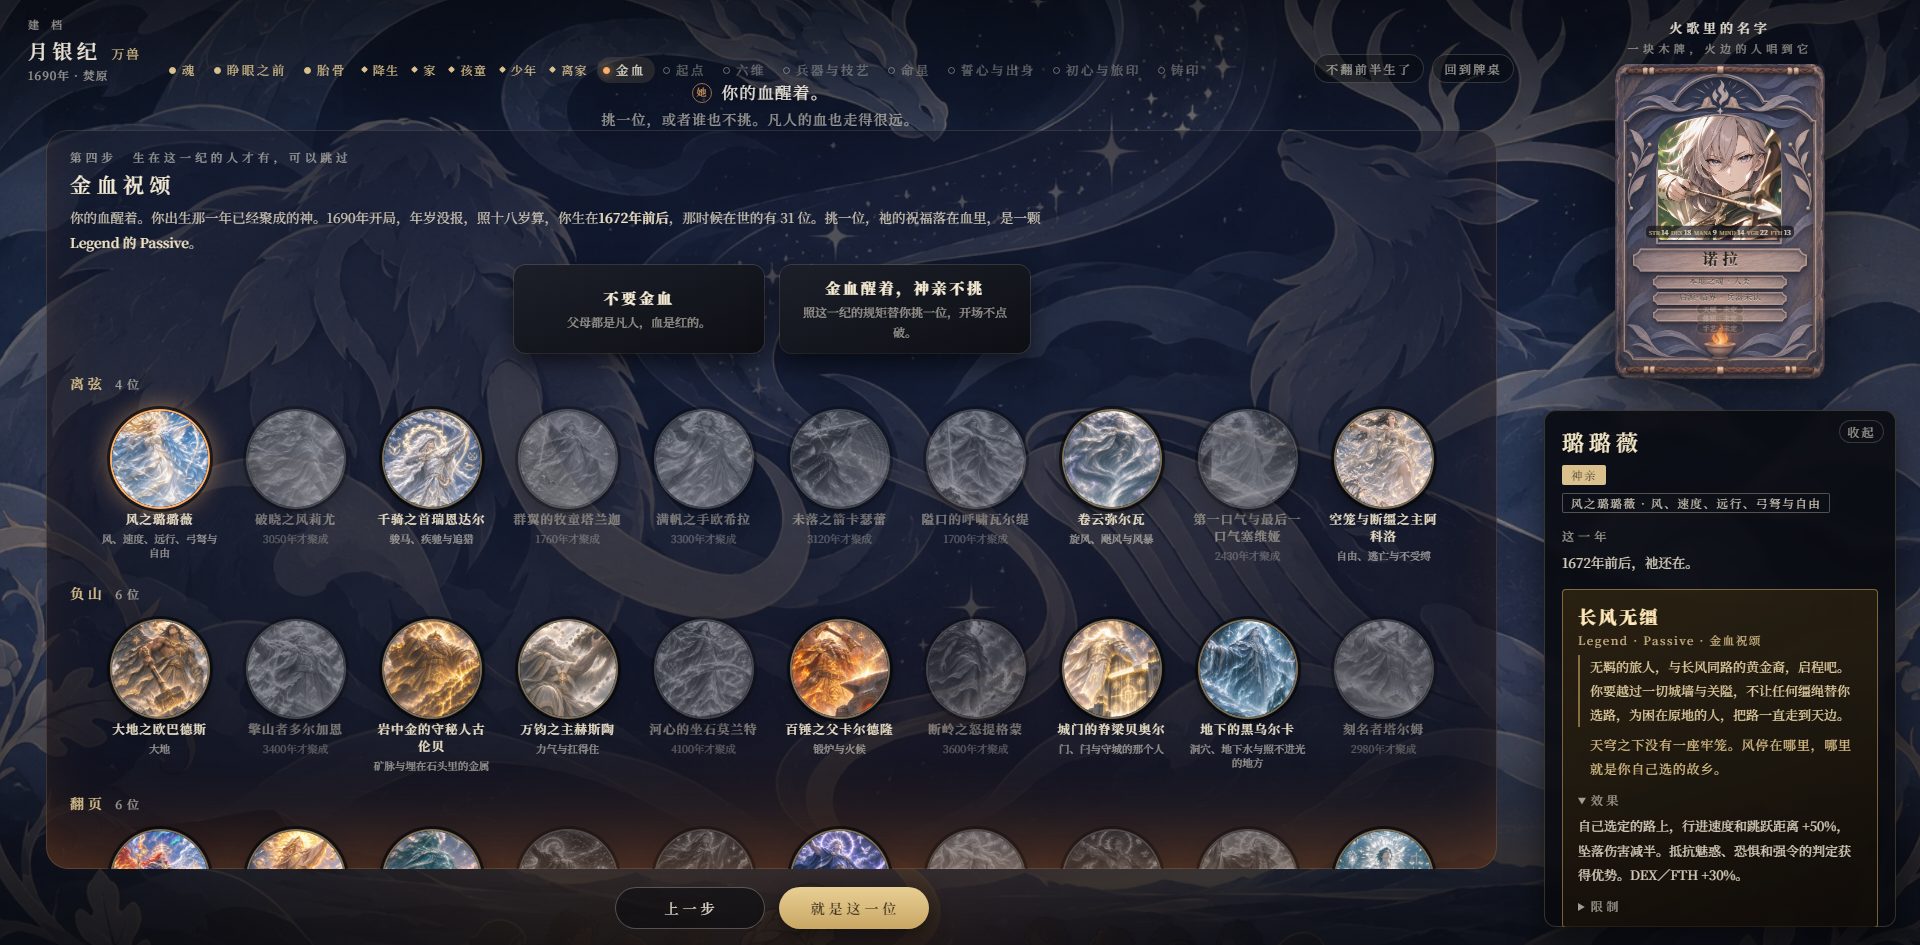 建 档
月银纪 万兽
1690年 · 焚原
魂 睁眼之前 胎骨 降生 家 孩童 少年 离家 金血 起点 六维 兵器与技艺 命星 誓心与出身 初心与旅印 铸印
不翻前半生了 回到牌桌
她 你的血醒着。
挑一位，或者谁也不挑。凡人的血也走得很远。
第四步 生在这一纪的人才有，可以跳过
金血祝颂
你的血醒着。你出生那一年已经聚成的神。1690年开局，年岁没报，照十八岁算，你生在1672年前后，那时候在世的有 31 位。挑一位，祂的祝福落在血里，是一颗
Legend 的 Passive。
不要金血
父母都是凡人，血是红的。
金血醒着，神亲不挑
照这一纪的规矩替你挑一位，开场不点
破。
离弦 4 位
风之璐璐薇
风、速度、远行、弓弩与
自由
破晓之风莉尤
3050年才聚成
千骑之首瑞恩达尔
骏马、疾驰与追猎
群翼的牧童塔兰迦
1760年才聚成
满帆之手欧希拉
3300年才聚成
未落之箭卡瑟蕾
3120年才聚成
隘口的呼啸瓦尔缇
1700年才聚成
卷云弥尔瓦
旋风、飓风与风暴
第一口气与最后一
口气塞维娅
2430年才聚成
空笼与断缰之主阿
科洛
自由、逃亡与不受缚
负山 6 位
大地之欧巴德斯
大地
擎山者多尔加恩
3400年才聚成
岩中金的守秘人古
伦贝
矿脉与埋在石头里的金属
万钧之主赫斯陶
力气与扛得住
河心的坐石莫兰特
4100年才聚成
百锤之父卡尔德隆
锻炉与火候
断岭之怒提格蒙
3600年才聚成
城门的脊梁贝奥尔
门、闩与守城的那个人
地下的黑乌尔卡
洞穴、地下水与照不进光
的地方
刻名者塔尔姆
2980年才聚成
翻页 6 位
上一步 就是这一位
火歌里的名字
一块木牌，火边的人唱到它
STR 14 DEX 18 MANA 9 MIND 14 VGR 22 FTH 13
诺拉
璐璐薇
收起
神亲
风之璐璐薇 · 风、速度、远行、弓弩与自由
这一年
1672年前后，祂还在。
长风无缰
Legend · Passive · 金血祝颂
无羁的旅人，与长风同路的黄金裔，启程吧。
你要越过一切城墙与关隘，不让任何缰绳替你
选路，为困在原地的人，把路一直走到天边。
天穹之下没有一座牢笼。风停在哪里，哪里
就是你自己选的故乡。
▼ 效果
自己选定的路上，行进速度和跳跃距离 +50%，
坠落伤害减半。抵抗魅惑、恐惧和强令的判定获
得优势。DEX／FTH +30%。
▶ 限制